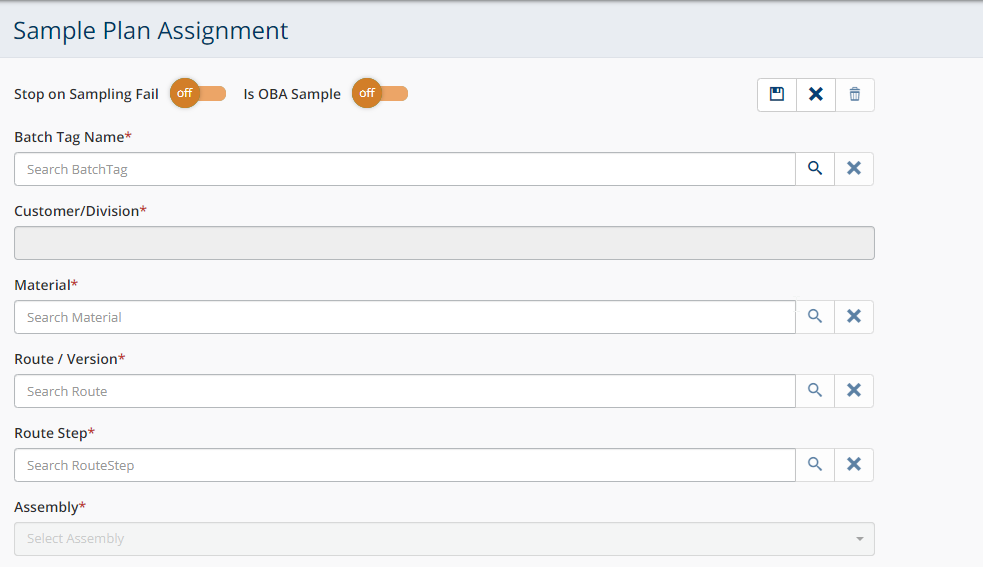 Sample Plan Assignment
Stop on Sampling Fail off Is OBA Sample off
Batch Tag Name*
Search BatchTag
Customer/Division*
Material*
Search Material
Route / Version*
Search Route
Route Step*
Search RouteStep
Assembly*
Select Assembly